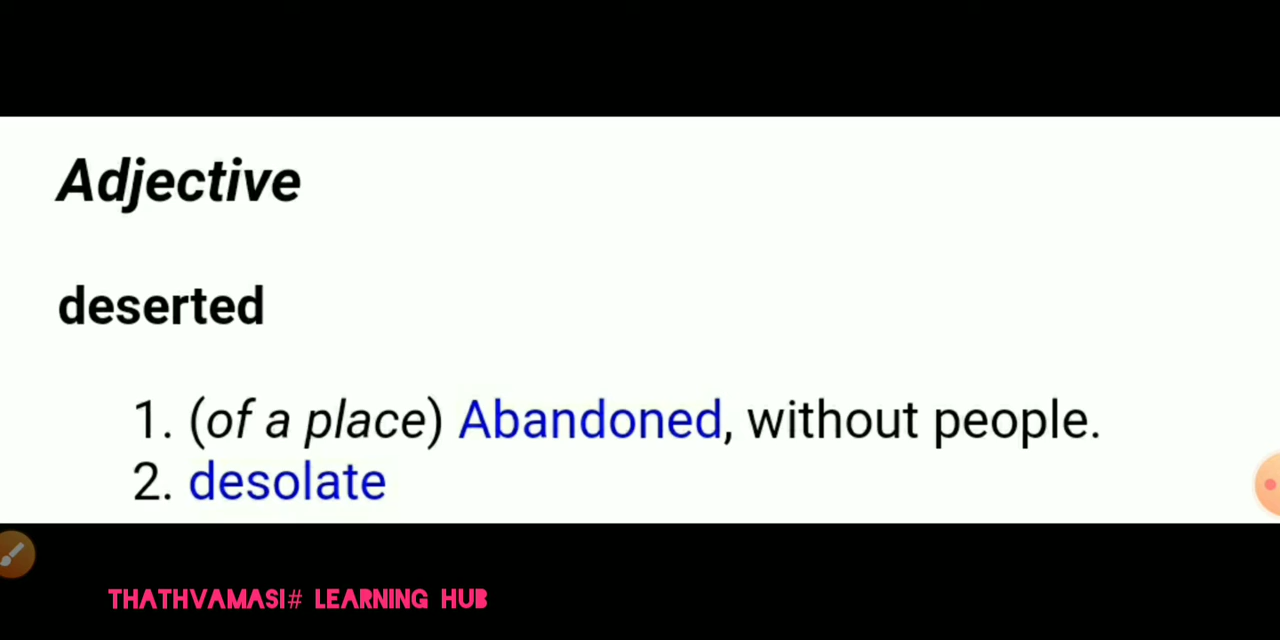 Adjective
deserted
1. (of a place) Abandoned, without people.
2. desolate
THATHVAMASI# LEARNING HUB